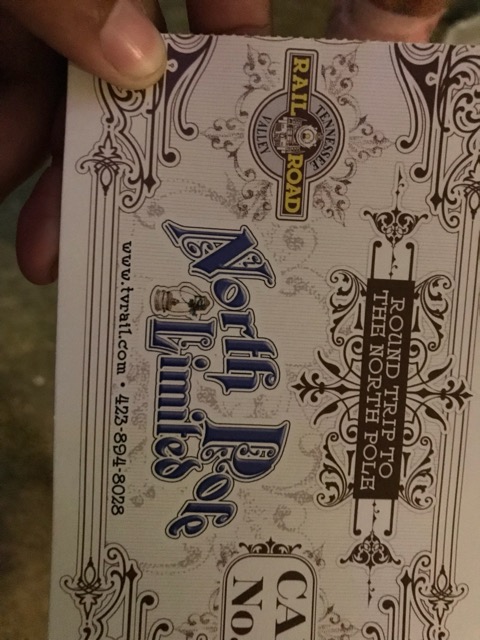 ROUND TRIP TO
THE NORTH POLE
TENNESSEE
VALLEY
RAIL ROAD
North Pole
Limited
www.tvrail.com • 423-894-8028
No.